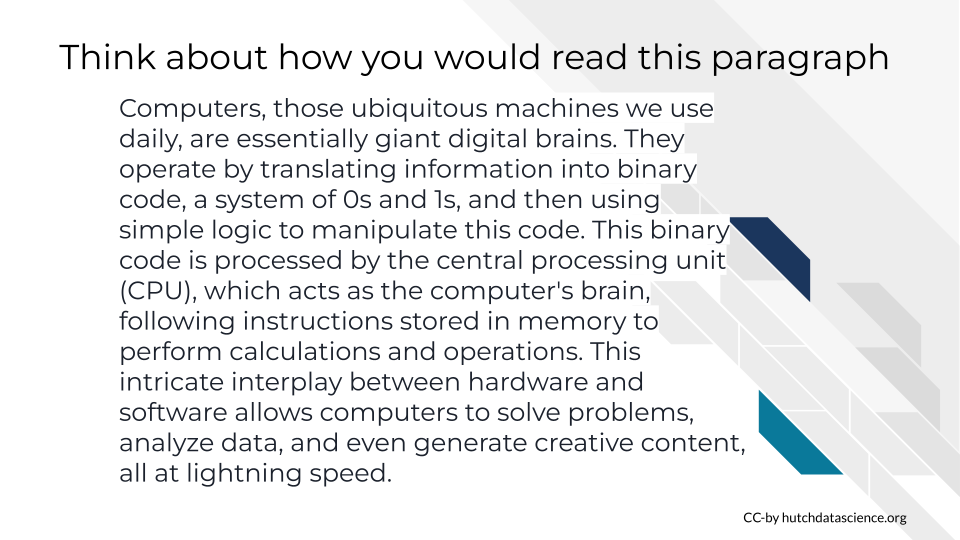 Think about how you would read this paragraph
Computers, those ubiquitous machines we use
daily, are essentially giant digital brains. They
operate by translating information into binary
code, a system of 0s and 1s, and then using
simple logic to manipulate this code. This binary
code is processed by the central processing unit
(CPU), which acts as the computer's brain,
following instructions stored in memory to
perform calculations and operations. This
intricate interplay between hardware and
software allows computers to solve problems,
analyze data, and even generate creative content,
all at lightning speed.
CC-by hutchdatascience.org